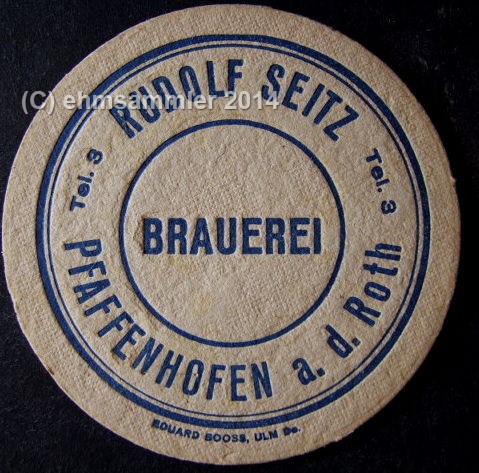 (C) ehmsammler 2014
RUDOLF SEITZ
Tel. 3
Tel. 3
BRAUEREI
PFAFFENHOFEN a. d. Roth
EDUARD BOOSS, ULM Do.